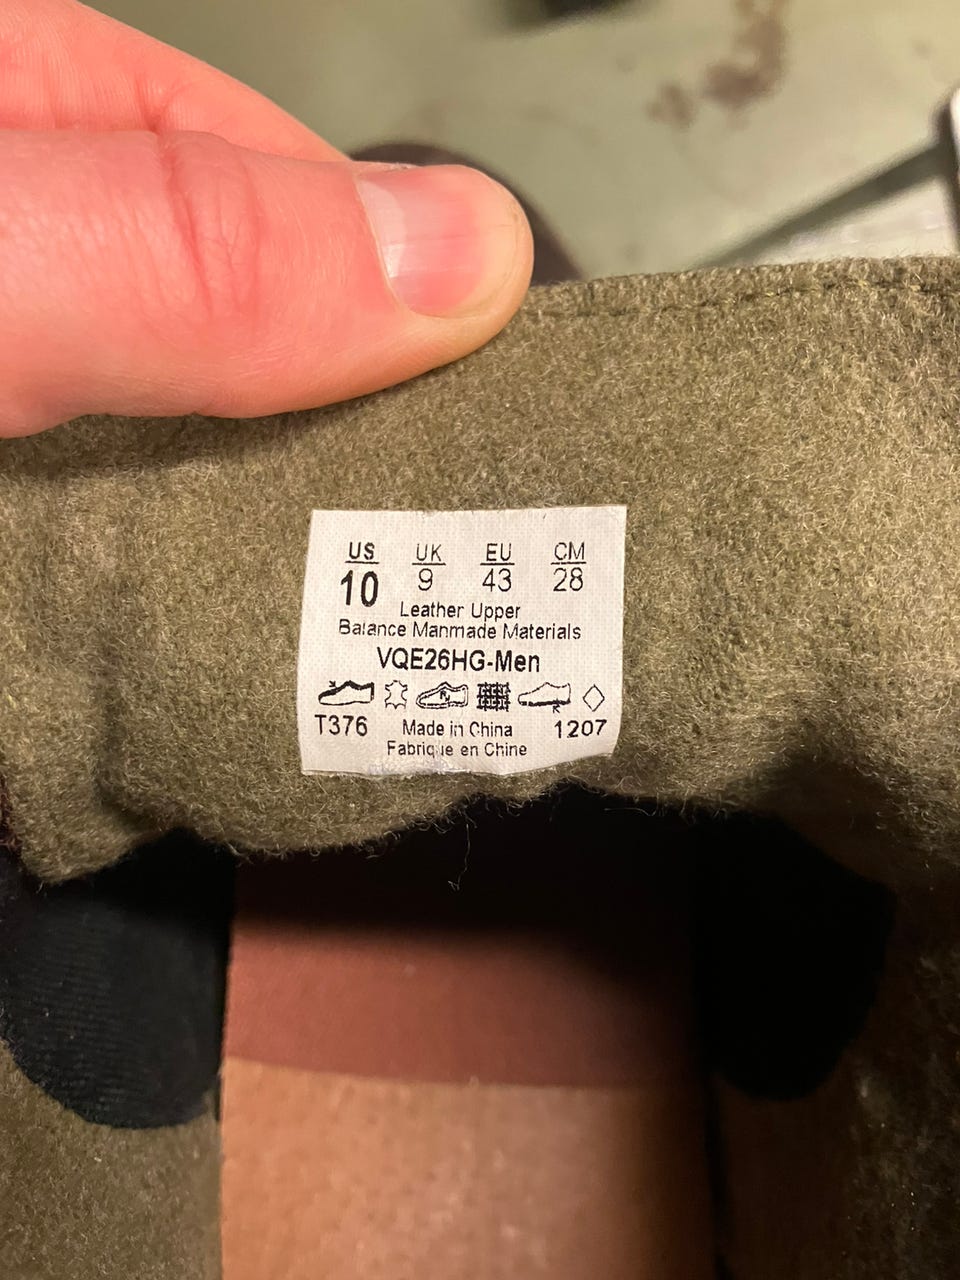 US UK EU CM
10 9 43 28
Leather Upper
Balance Manmade Materials
VQE26HG-Men
T376 Made in China 1207
Fabrique en Chine